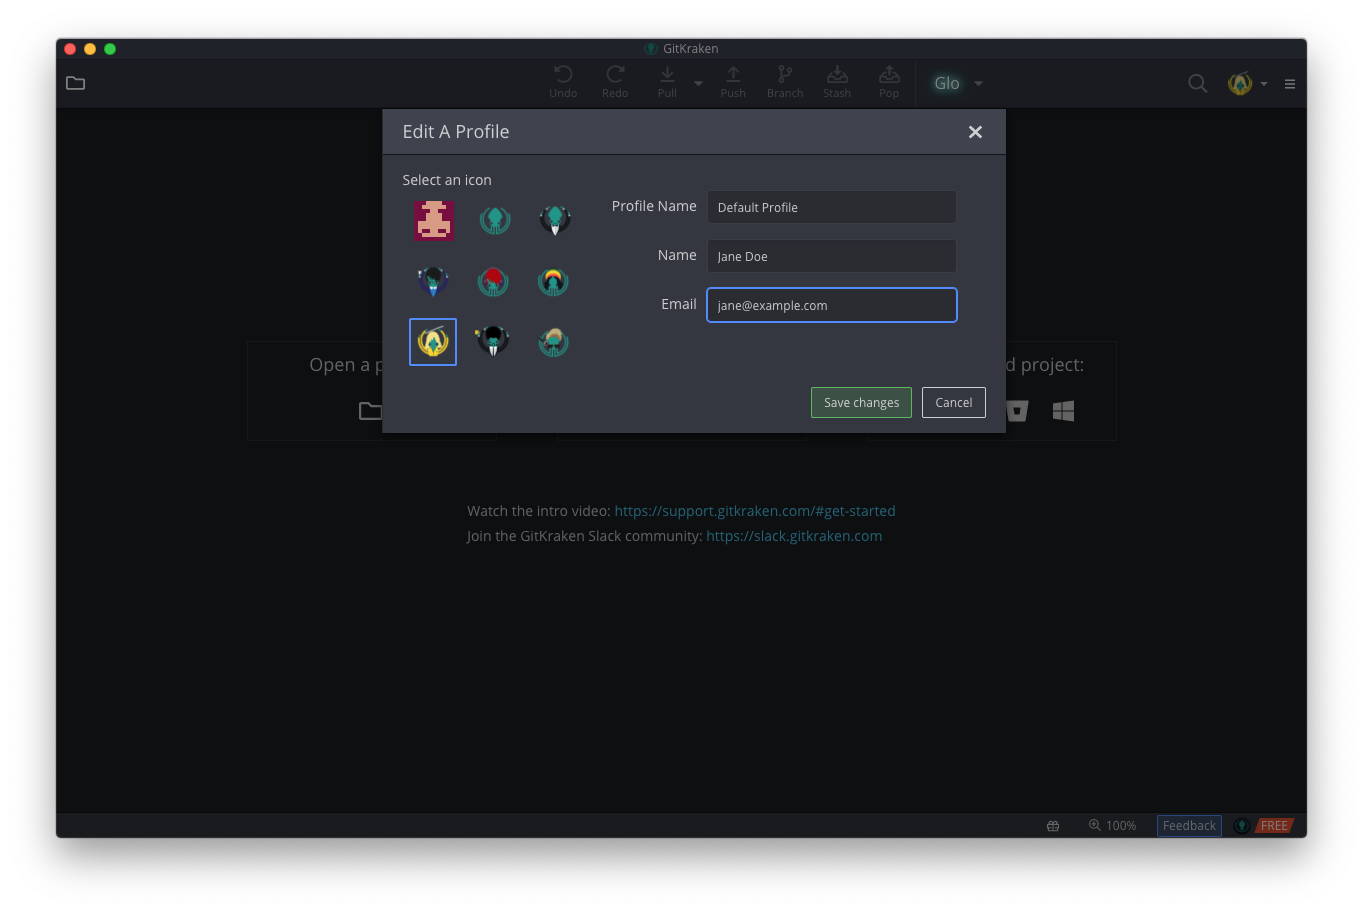 GitKraken
Undo Redo Pull Push Branch Stash Pop Glo
Edit A Profile
Select an icon
Profile Name Default Profile
Name Jane Doe
Email jane@example.com
Open a p d project:
Save changes Cancel
Watch the intro video: https://support.gitkraken.com/#get-started
Join the GitKraken Slack community: https://slack.gitkraken.com
100% Feedback FREE